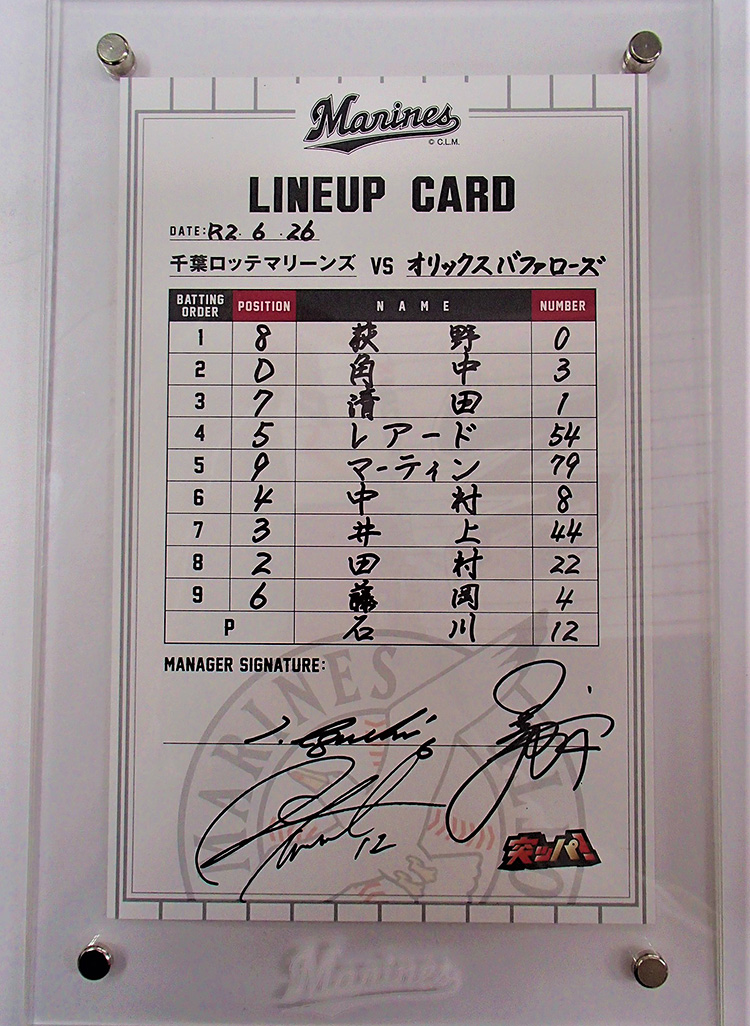 Marines
© C.L.M.
LINEUP CARD
DATE: R2. 6 .26
千葉ロッテマリーンズ VS オリックスバファローズ
BATTING ORDER POSITION NAME NUMBER
1 8 荻野 0
2 D 角中 3
3 7 清田 1
4 5 レアード 54
5 9 マーティン 79
6 4 中村 8
7 3 井上 44
8 2 田村 22
9 6 藤岡 4
P 石川 12
MANAGER SIGNATURE:
MARINES
6
12
突ッパ!
Marines